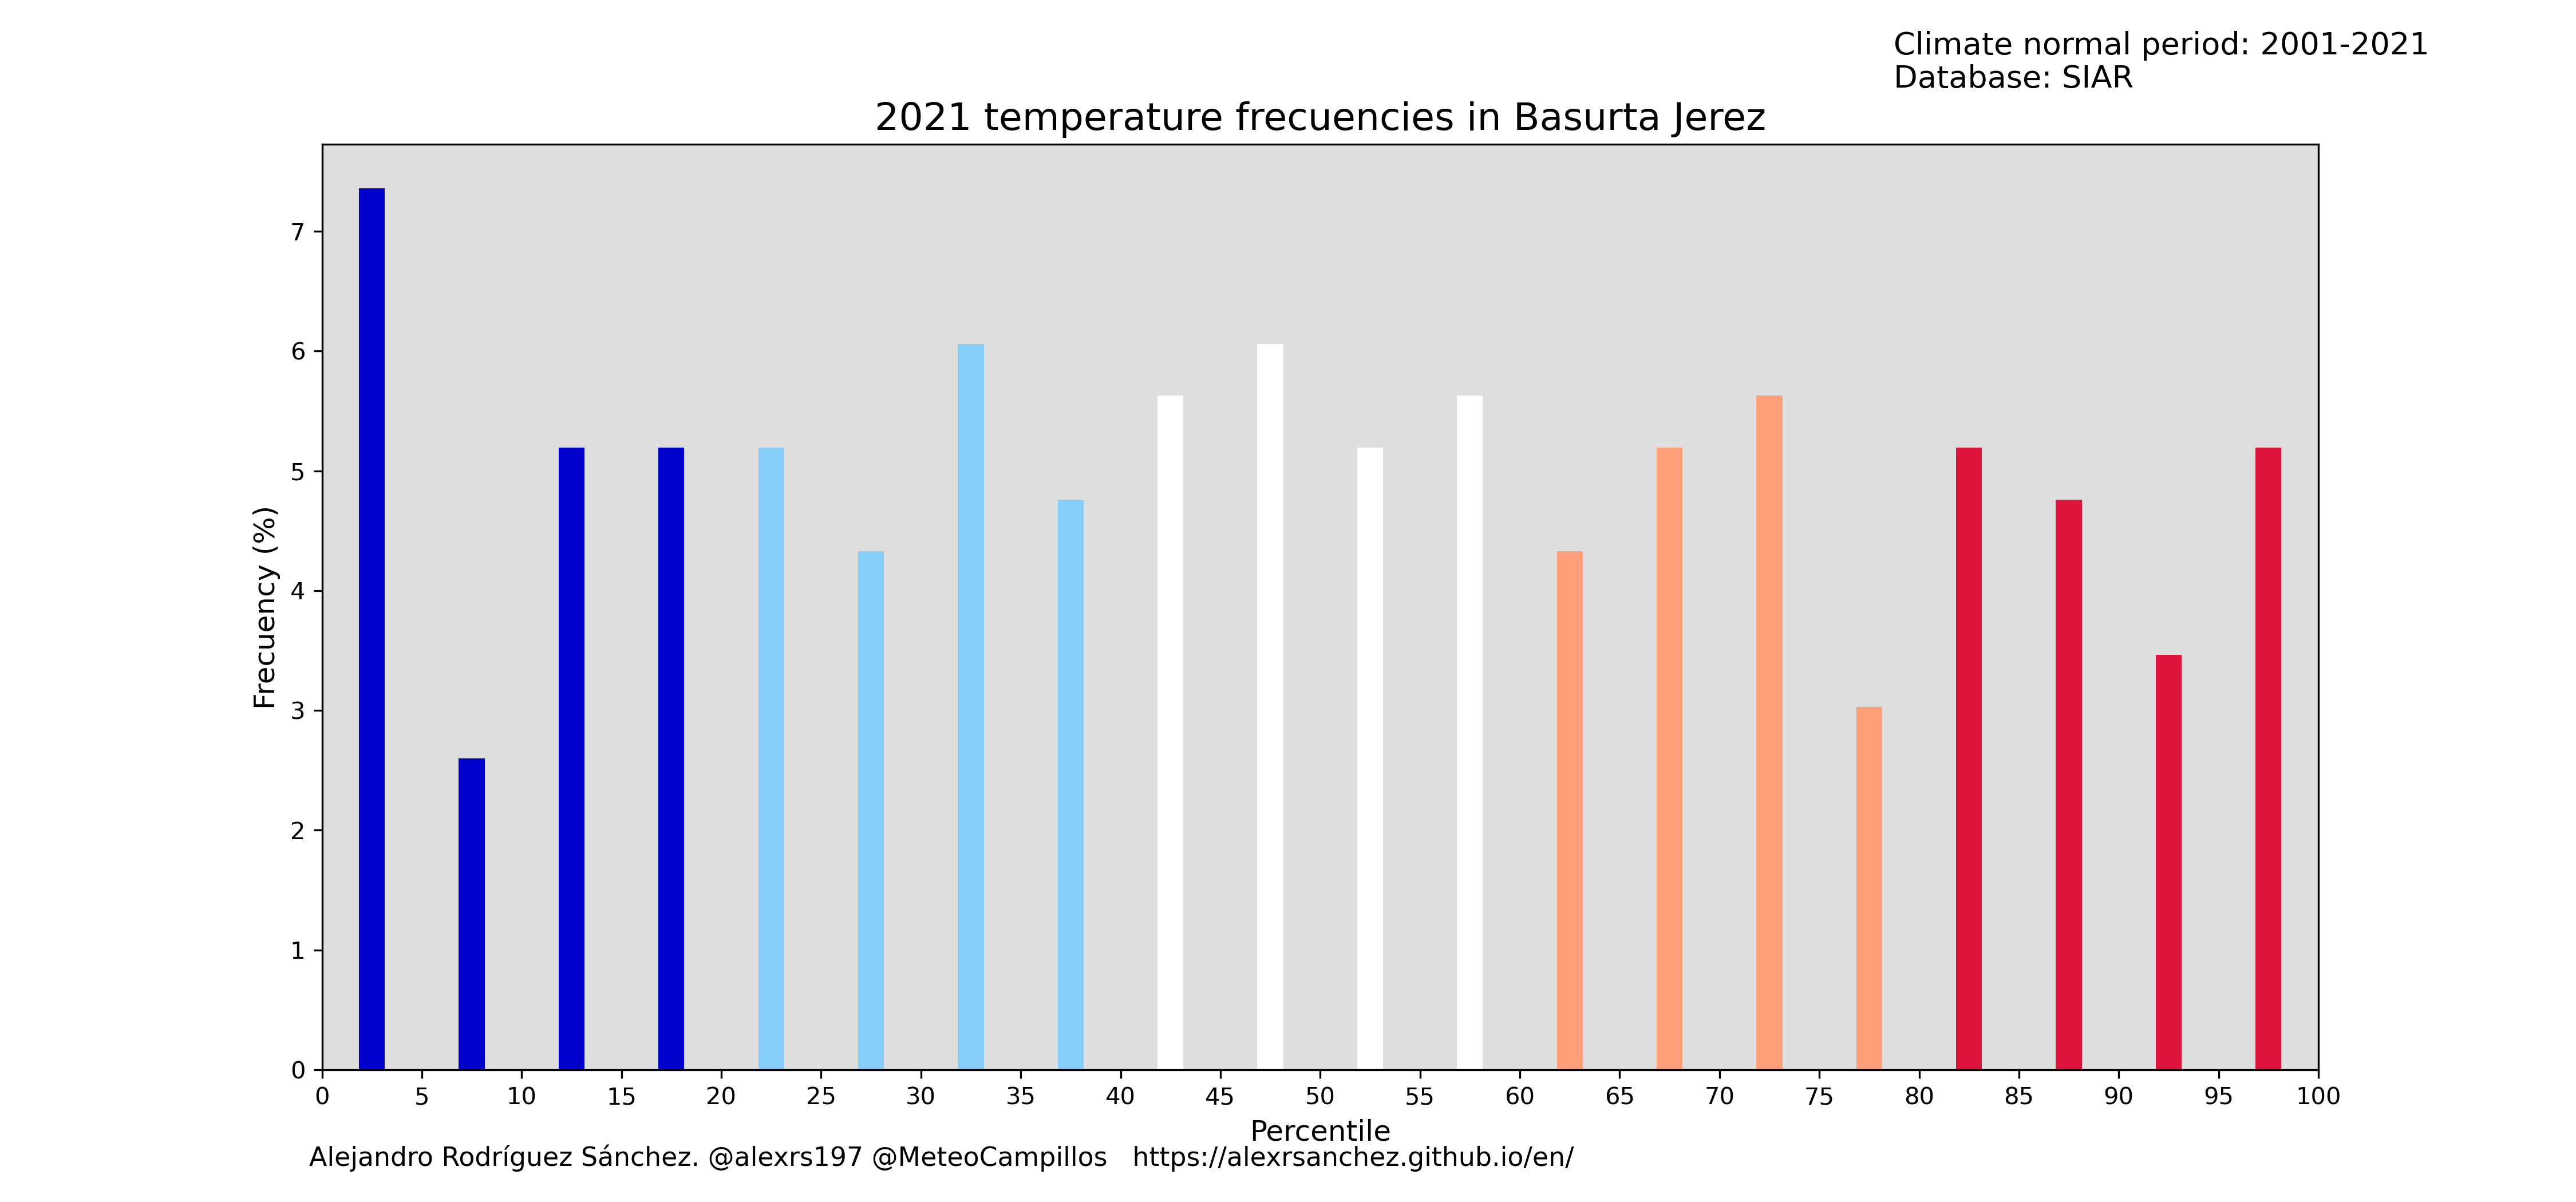 Climate normal period: 2001-2021
Database: SIAR
2021 temperature frecuencies in Basurta Jerez
Frecuency (%)
7
6
5
4
3
2
1
0
0 5 10 15 20 25 30 35 40 45 50 55 60 65 70 75 80 85 90 95 100
Percentile
Alejandro Rodríguez Sánchez. @alexrs197 @MeteoCampillos https://alexrsanchez.github.io/en/